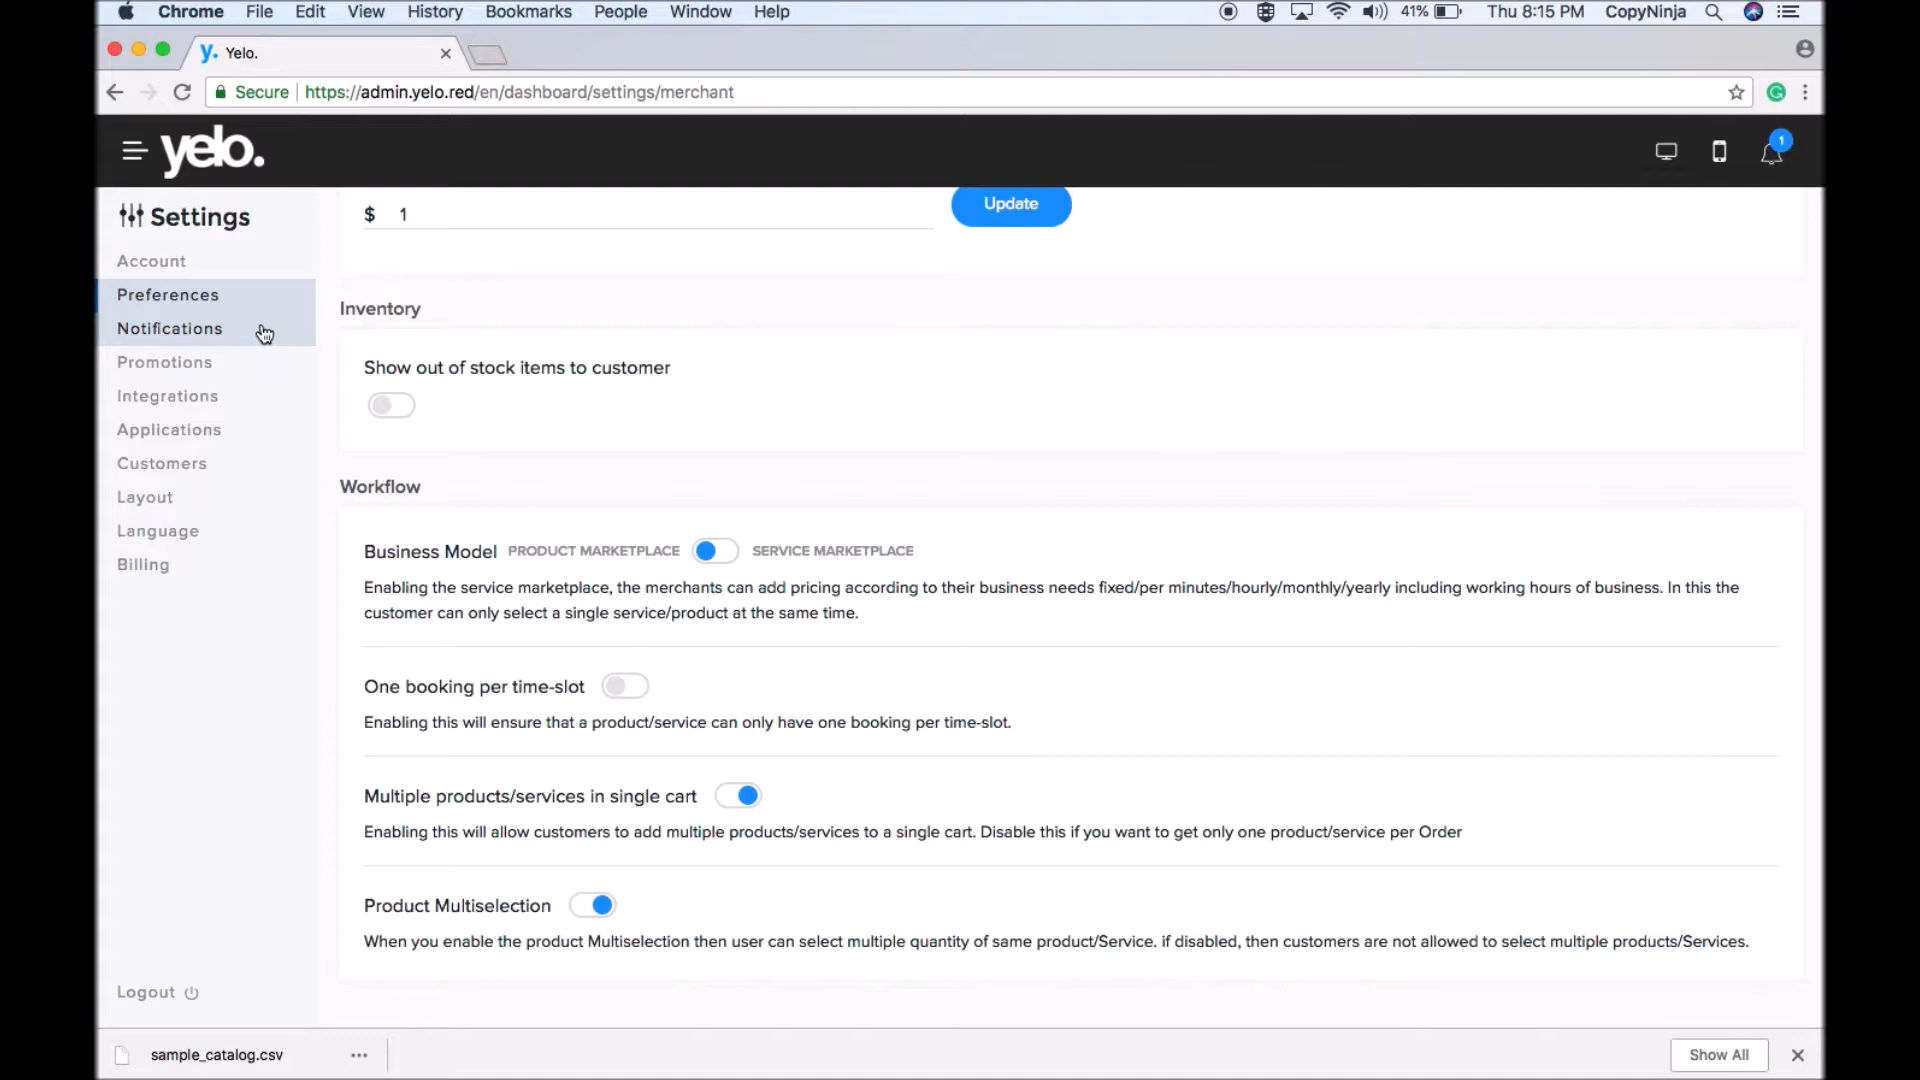 Chrome File Edit View History Bookmarks People Window Help 41% Thu 8:15 PM CopyNinja
y. Yelo.
Secure https://admin.yelo.red/en/dashboard/settings/merchant
yelo. 1
Settings
Account
Preferences
Notifications
Promotions
Integrations
Applications
Customers
Layout
Language
Billing
Logout
$ 1 Update
Inventory
Show out of stock items to customer
Workflow
Business Model PRODUCT MARKETPLACE SERVICE MARKETPLACE
Enabling the service marketplace, the merchants can add pricing according to their business needs fixed/per minutes/hourly/monthly/yearly including working hours of business. In this the
customer can only select a single service/product at the same time.
One booking per time-slot
Enabling this will ensure that a product/service can only have one booking per time-slot.
Multiple products/services in single cart
Enabling this will allow customers to add multiple products/services to a single cart. Disable this if you want to get only one product/service per Order
Product Multiselection
When you enable the product Multiselection then user can select multiple quantity of same product/Service. if disabled, then customers are not allowed to select multiple products/Services.
sample_catalog.csv Show All